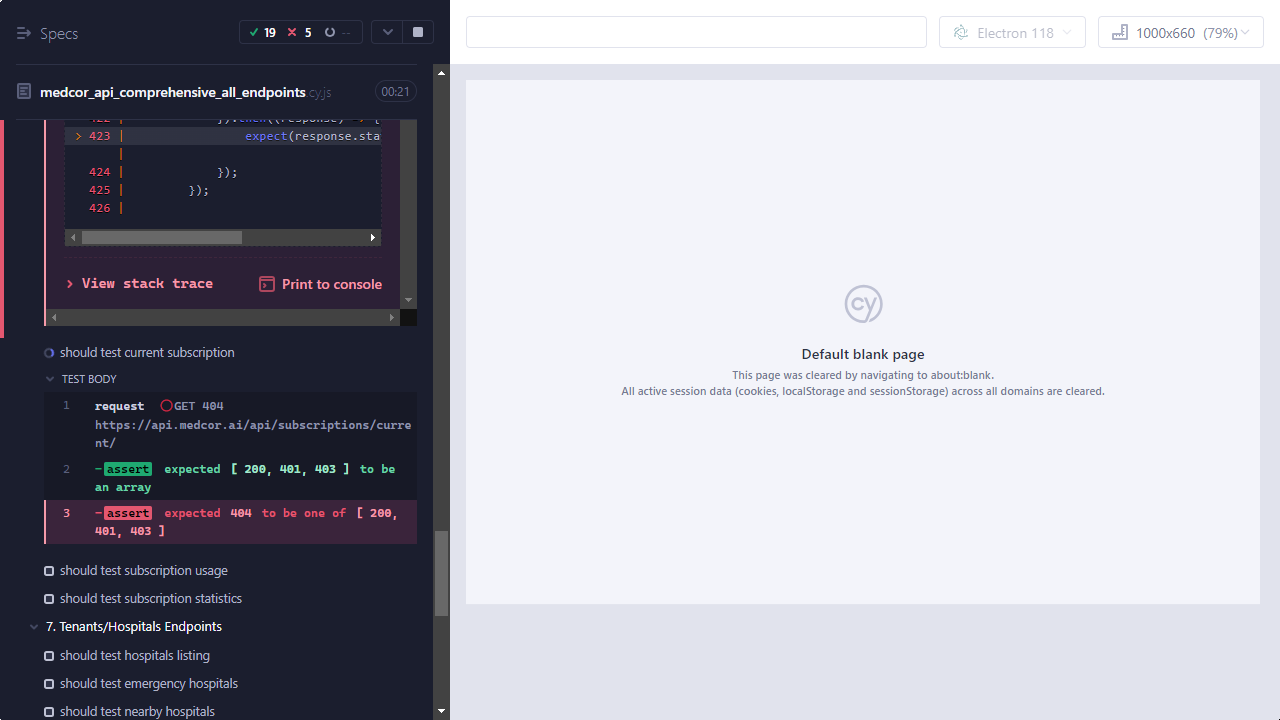 Specs
19
5
--
Electron 118
1000x660 (79%)
medcor_api_comprehensive_all_endpoints.cy.js
00:21
422 }).then((response) => {
> 423 | expect(response.sta
|
424 | });
425 | });
426 |
View stack trace
Print to console
should test current subscription
TEST BODY
1 request GET 404
https://api.medcor.ai/api/subscriptions/curre
nt/
2 -assert expected [ 200, 401, 403 ] to be
an array
3 -assert expected 404 to be one of [ 200,
401, 403 ]
should test subscription usage
should test subscription statistics
7. Tenants/Hospitals Endpoints
should test hospitals listing
should test emergency hospitals
should test nearby hospitals
cy
Default blank page
This page was cleared by navigating to about:blank.
All active session data (cookies, localStorage and sessionStorage) across all domains are cleared.